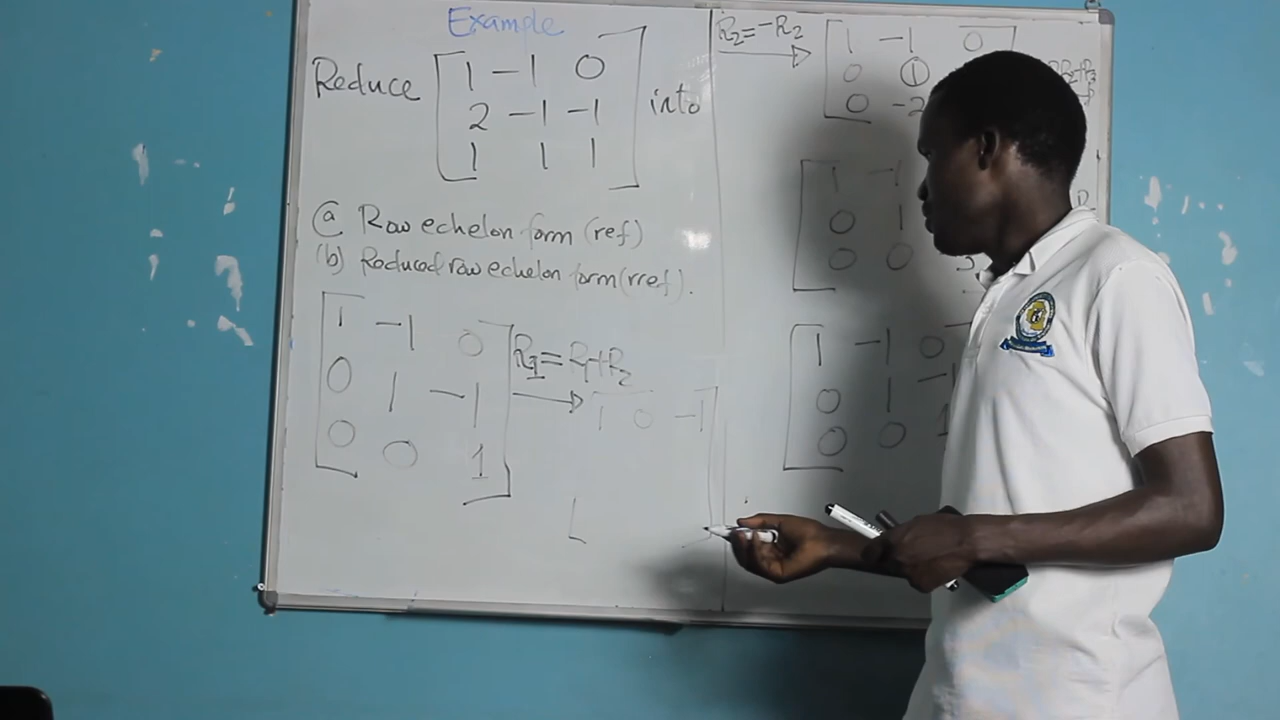 Example
Reduce [1 -1 0
2 -1 -1
1 1 1] into
(a) Row echelon form (ref)
(b) Reduced row echelon form (rref).
1 -1 0
0 1 -1
0 0 1
R1 = R1+R2
1 0 -1
R2=-R2
1 -1 0
0 1
0 -2
1 -1
0 1
0 0
1 -1 0
0 1 -
0 0 1